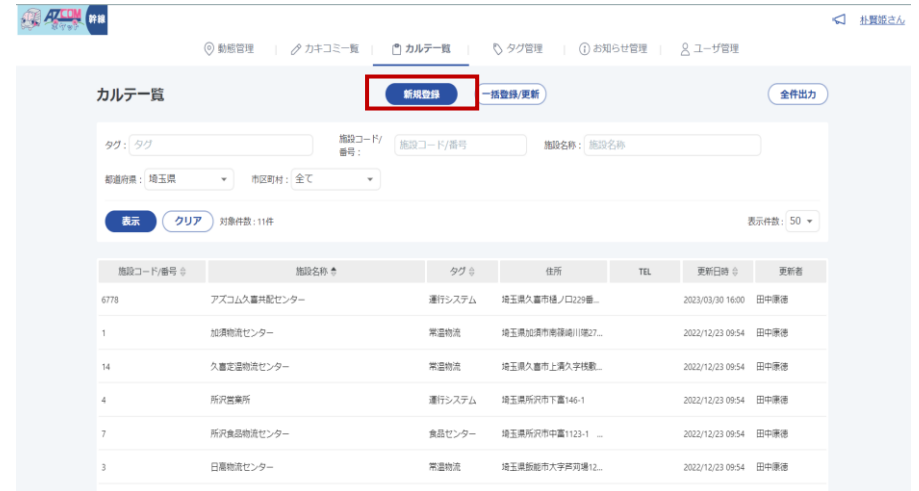 AZCOM 幹線
朴賢姫さん
動態管理 カキコミ一覧 カルテ一覧 タグ管理 お知らせ管理 ユーザ管理
カルテ一覧 新規登録 一括登録/更新 全件出力
タグ: タグ 施設コード/番号: 施設コード/番号 施設名称: 施設名称
都道府県: 埼玉県 市区町村: 全て
表示 クリア 対象件数: 11件 表示件数: 50
施設コード/番号 施設名称 タグ 住所 TEL 更新日時 更新者
6778 アズコム久喜共配センター 運行システム 埼玉県久喜市樋ノ口229番... 2023/03/30 16:00 田中康徳
1 加須物流センター 常温物流 埼玉県加須市南篠崎川端27... 2022/12/23 09:54 田中康徳
14 久喜定温物流センター 常温物流 埼玉県久喜市上清久字桟敷... 2022/12/23 09:54 田中康徳
4 所沢営業所 運行システム 埼玉県所沢市下富146-1 2022/12/23 09:54 田中康徳
7 所沢食品物流センター 食品センター 埼玉県所沢市中富1123-1 ... 2022/12/23 09:54 田中康徳
3 日高物流センター 常温物流 埼玉県飯能市大字芦苅場12... 2022/12/23 09:54 田中康徳